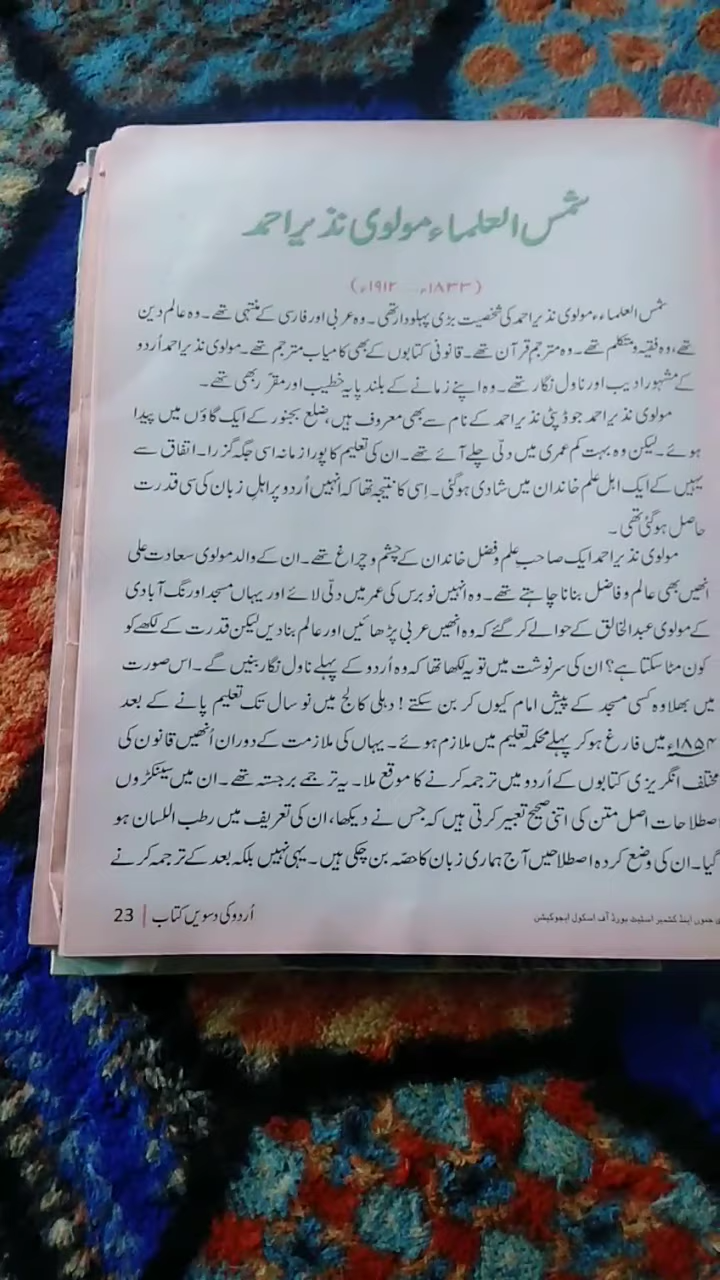 شمس العلماء مولوی نذیر احمد
(۱۸۳۳ء ... ۱۹۱۲ء)
شمس العلماء مولوی نذیر احمد کی شخصیت بڑی پہلودار تھی۔ وہ عربی اور فارسی کے منتہی تھے۔ وہ عالم دین
تھے، وہ فقیہ و متکلم تھے۔ وہ مترجم قرآن تھے۔ قانونی کتابوں کے بھی کامیاب مترجم تھے۔ مولوی نذیر احمد اُردو
کے مشہور ادیب اور ناول نگار تھے۔ وہ اپنے زمانے کے بلند پایہ خطیب اور مقرّر بھی تھے۔
مولوی نذیر احمد جو ڈپٹی نذیر احمد کے نام سے بھی معروف ہیں، ضلع بجنور کے ایک گاؤں میں پیدا
ہوئے۔ لیکن وہ بہت کم عمری میں دلّی چلے آئے تھے۔ ان کی تعلیم کا پورا زمانہ اسی جگہ گزرا۔ اتفاق سے
یہیں کے ایک اہل علم خاندان میں شادی ہوگئی۔ اِسی کا نتیجہ تھا کہ انہیں اُردو پر اہلِ زبان کی سی قدرت
حاصل ہوگئی تھی۔
مولوی نذیر احمد ایک صاحب علم و فضل خاندان کے چشم و چراغ تھے۔ ان کے والد مولوی سعادت علی
انھیں بھی عالم و فاضل بنانا چاہتے تھے۔ وہ انہیں نو برس کی عمر میں دلّی لائے اور یہاں مسجد اورنگ آبادی
کے مولوی عبدالخالق کے حوالے کر گئے کہ وہ انھیں عربی پڑھائیں اور عالم بنادیں لیکن قدرت کے لکھے کو
کون مٹا سکتا ہے؟ ان کی سرنوشت میں تو یہ لکھا تھا کہ وہ اُردو کے پہلے ناول نگار بنیں گے۔ اس صورت
میں بھلا وہ کسی مسجد کے پیش امام کیوں کر بن سکتے! دہلی کالج میں نو سال تک تعلیم پانے کے بعد
۱۸۵۴ء میں فارغ ہو کر پہلے محکمہ تعلیم میں ملازم ہوئے۔ یہاں کی ملازمت کے دوران اُنھیں قانون کی
مختلف انگریزی کتابوں کے اُردو میں ترجمہ کرنے کا موقع ملا۔ یہ ترجمے برجستہ تھے۔ ان میں سینکڑوں
اصطلاحات اصل متن کی اتنی صحیح تعبیر کرتی ہیں کہ جس نے دیکھا، ان کی تعریف میں رطب اللسان ہو
گیا۔ ان کی وضع کردہ اصطلاحیں آج ہماری زبان کا حصّہ بن چکی ہیں۔ یہی نہیں بلکہ بعد کے ترجمہ کرنے
جموں اینڈ کشمیر اسٹیٹ بورڈ آف اسکول ایجوکیشن
اُردو کی دسویں کتاب | 23